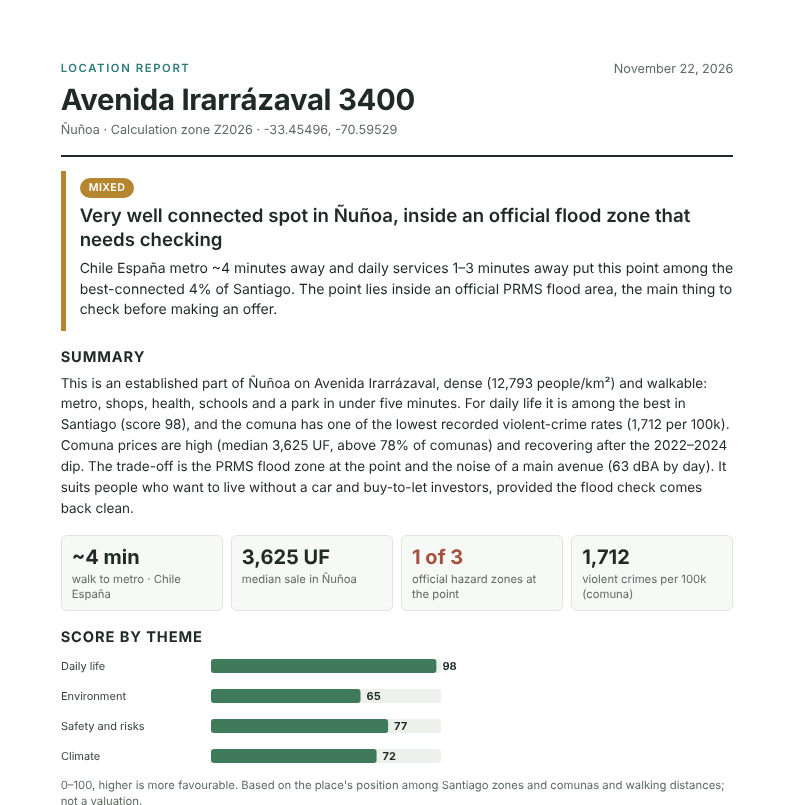 LOCATION REPORT
November 22, 2026
Avenida Irarrázaval 3400
Ñuñoa · Calculation zone Z2026 · -33.45496, -70.59529
MIXED
Very well connected spot in Ñuñoa, inside an official flood zone that
needs checking
Chile España metro ~4 minutes away and daily services 1–3 minutes away put this point among the
best-connected 4% of Santiago. The point lies inside an official PRMS flood area, the main thing to
check before making an offer.
SUMMARY
This is an established part of Ñuñoa on Avenida Irarrázaval, dense (12,793 people/km²) and walkable:
metro, shops, health, schools and a park in under five minutes. For daily life it is among the best in
Santiago (score 98), and the comuna has one of the lowest recorded violent-crime rates (1,712 per 100k).
Comuna prices are high (median 3,625 UF, above 78% of comunas) and recovering after the 2022–2024
dip. The trade-off is the PRMS flood zone at the point and the noise of a main avenue (63 dBA by day). It
suits people who want to live without a car and buy-to-let investors, provided the flood check comes
back clean.
~4 min
walk to metro · Chile
España
3,625 UF
median sale in Ñuñoa
1 of 3
official hazard zones at
the point
1,712
violent crimes per 100k
(comuna)
SCORE BY THEME
Daily life 98
Environment 65
Safety and risks 77
Climate 72
0–100, higher is more favourable. Based on the place's position among Santiago zones and comunas and walking distances;
not a valuation.